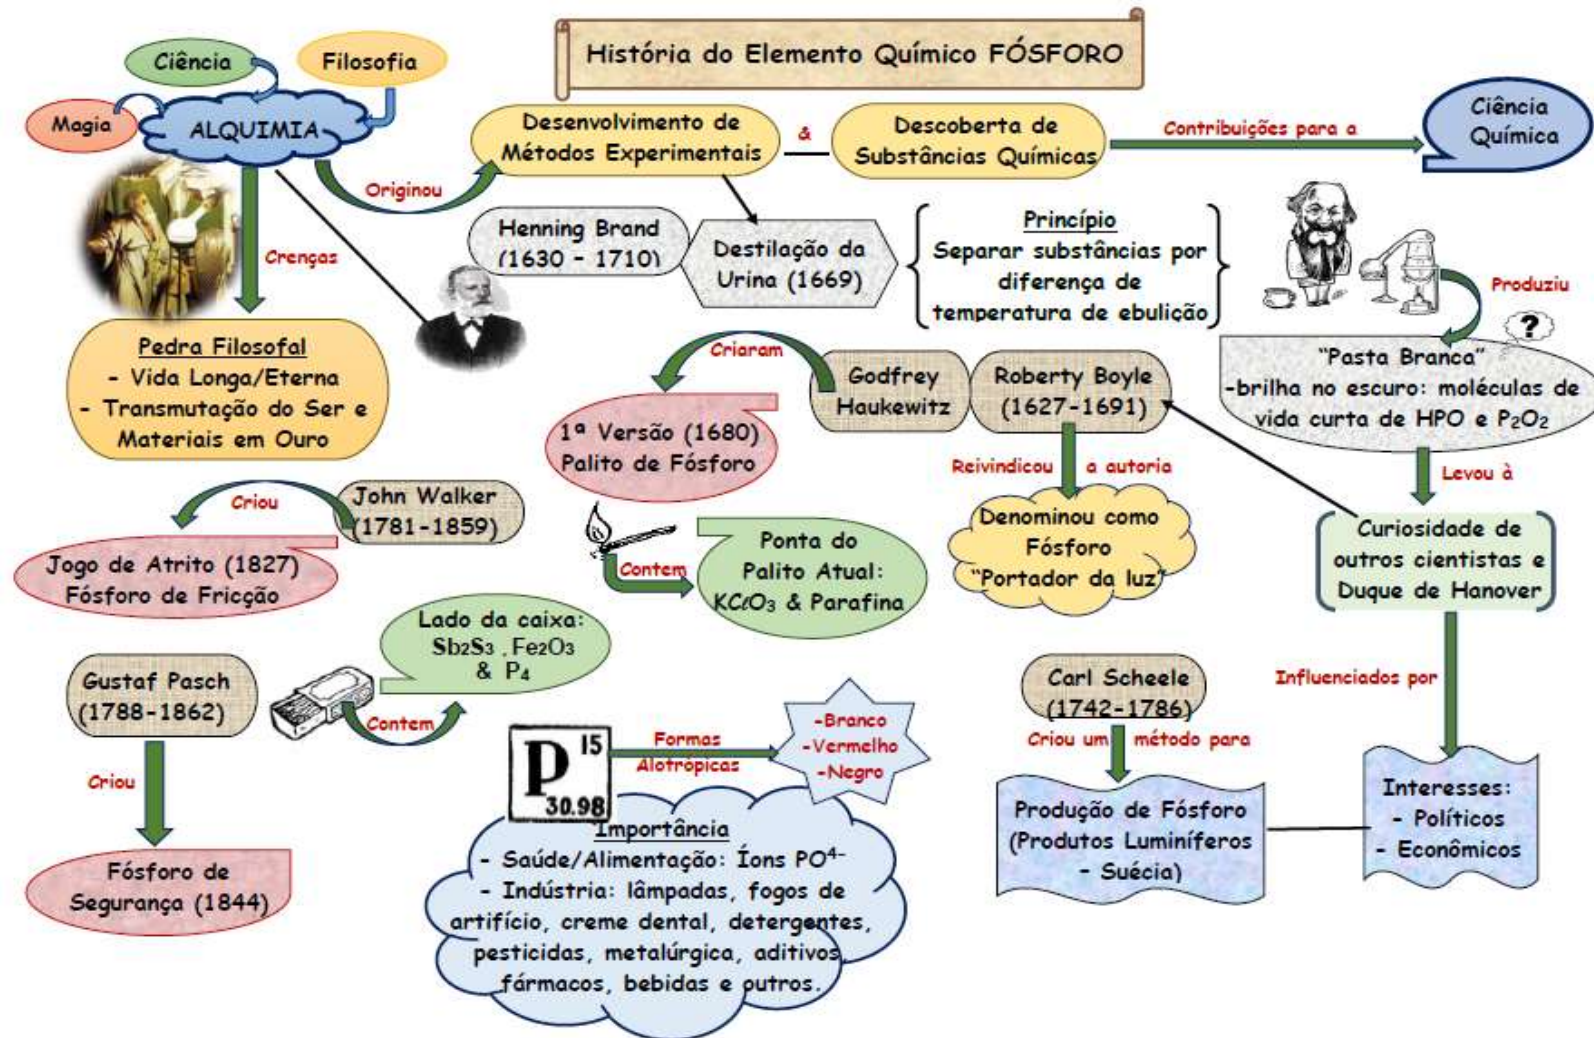 História do Elemento Químico FÓSFORO
Ciência
Filosofia
Magia
ALQUIMIA
Originou
Desenvolvimento de
Métodos Experimentais
&
Descoberta de
Substâncias Químicas
Contribuições para a
Ciência
Química
Crenças
Pedra Filosofal
- Vida Longa/Eterna
- Transmutação do Ser e
Materiais em Ouro
Henning Brand
(1630 – 1710)
Destilação da
Urina (1669)
Princípio
Separar substâncias por
diferença de
temperatura de ebulição
Produziu
?
“Pasta Branca”
-brilha no escuro: moléculas de
vida curta de HPO e P2O2
Levou à
Curiosidade de
outros cientistas e
Duque de Hanover
Influenciados por
Interesses:
- Políticos
- Econômicos
Criaram
Godfrey
Haukewitz
Roberty Boyle
(1627-1691)
1ª Versão (1680)
Palito de Fósforo
Reivindicou a autoria
Denominou como
Fósforo
“Portador da luz”
John Walker
(1781-1859)
Criou
Jogo de Atrito (1827)
Fósforo de Fricção
Contem
Ponta do
Palito Atual:
KClO3 & Parafina
Lado da caixa:
Sb2S3 , Fe2O3
& P4
Contem
Gustaf Pasch
(1788-1862)
Criou
Fósforo de
Segurança (1844)
P 15
30.98
Formas
Alotrópicas
-Branco
-Vermelho
-Negro
Importância
- Saúde/Alimentação: Íons PO4-
- Indústria: lâmpadas, fogos de
artifício, creme dental, detergentes,
pesticidas, metalúrgica, aditivos,
fármacos, bebidas e outros.
Carl Scheele
(1742-1786)
Criou um método para
Produção de Fósforo
(Produtos Luminíferos
- Suécia)